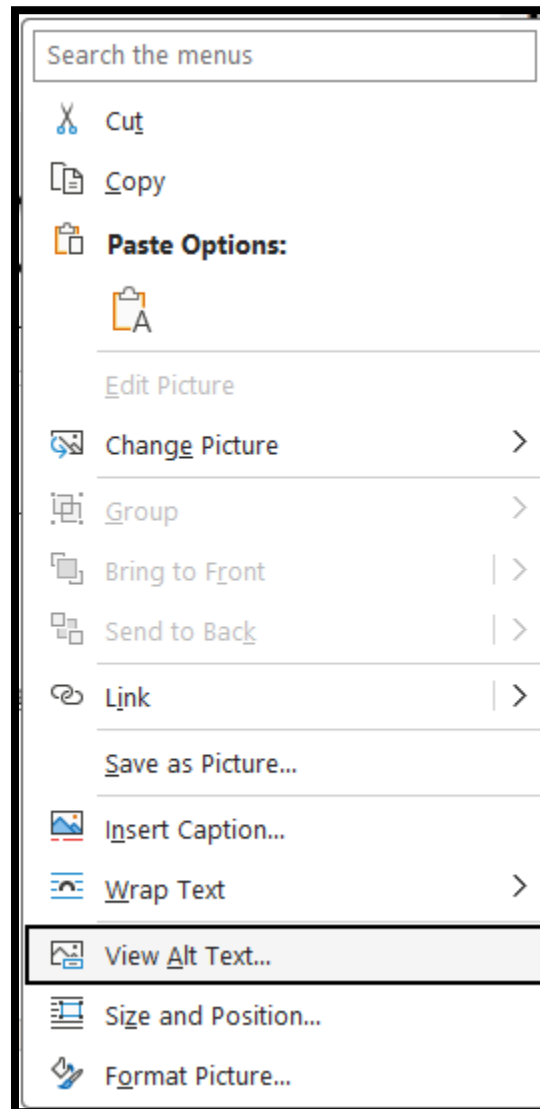 Search the menus
Cut
Copy
Paste Options:
A
Edit Picture
Change Picture
Group
Bring to Front
Send to Back
Link
Save as Picture...
Insert Caption...
Wrap Text
View Alt Text...
Size and Position...
Format Picture...